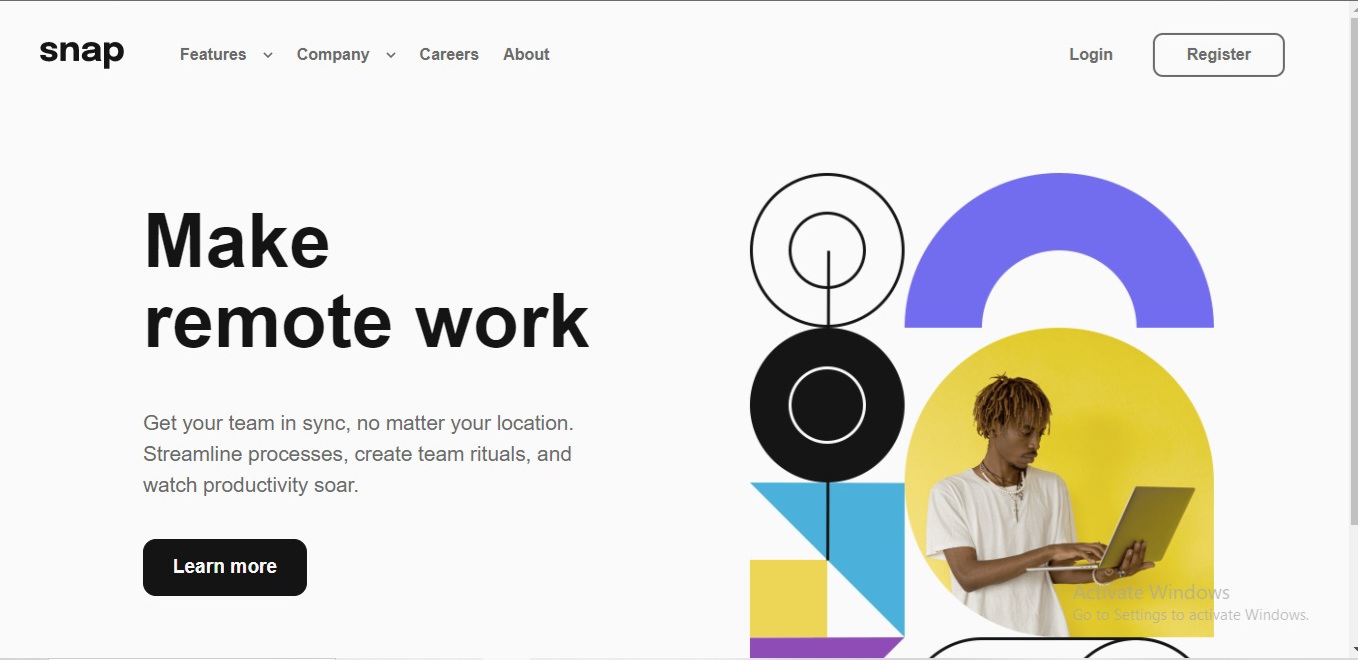 snap
Features
Company
Careers
About
Login
Register
Make
remote work
Get your team in sync, no matter your location.
Streamline processes, create team rituals, and
watch productivity soar.
Learn more
Activate Windows
Go to Settings to activate Windows.